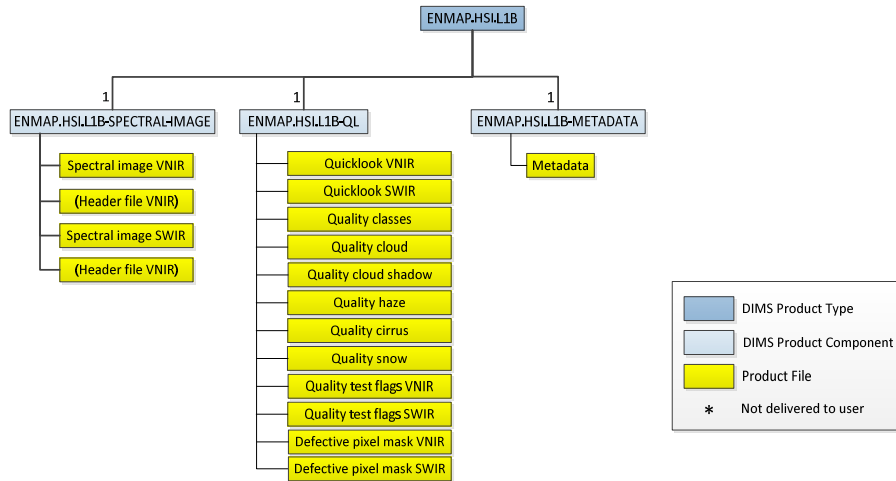 ENMAP.HSI.L1B
1
1
1
ENMAP.HSI.L1B-SPECTRAL-IMAGE
ENMAP.HSI.L1B-QL
ENMAP.HSI.L1B-METADATA
Spectral image VNIR
(Header file VNIR)
Spectral image SWIR
(Header file VNIR)
Quicklook VNIR
Quicklook SWIR
Quality classes
Quality cloud
Quality cloud shadow
Quality haze
Quality cirrus
Quality snow
Quality test flags VNIR
Quality test flags SWIR
Defective pixel mask VNIR
Defective pixel mask SWIR
Metadata
DIMS Product Type
DIMS Product Component
Product File
* Not delivered to user